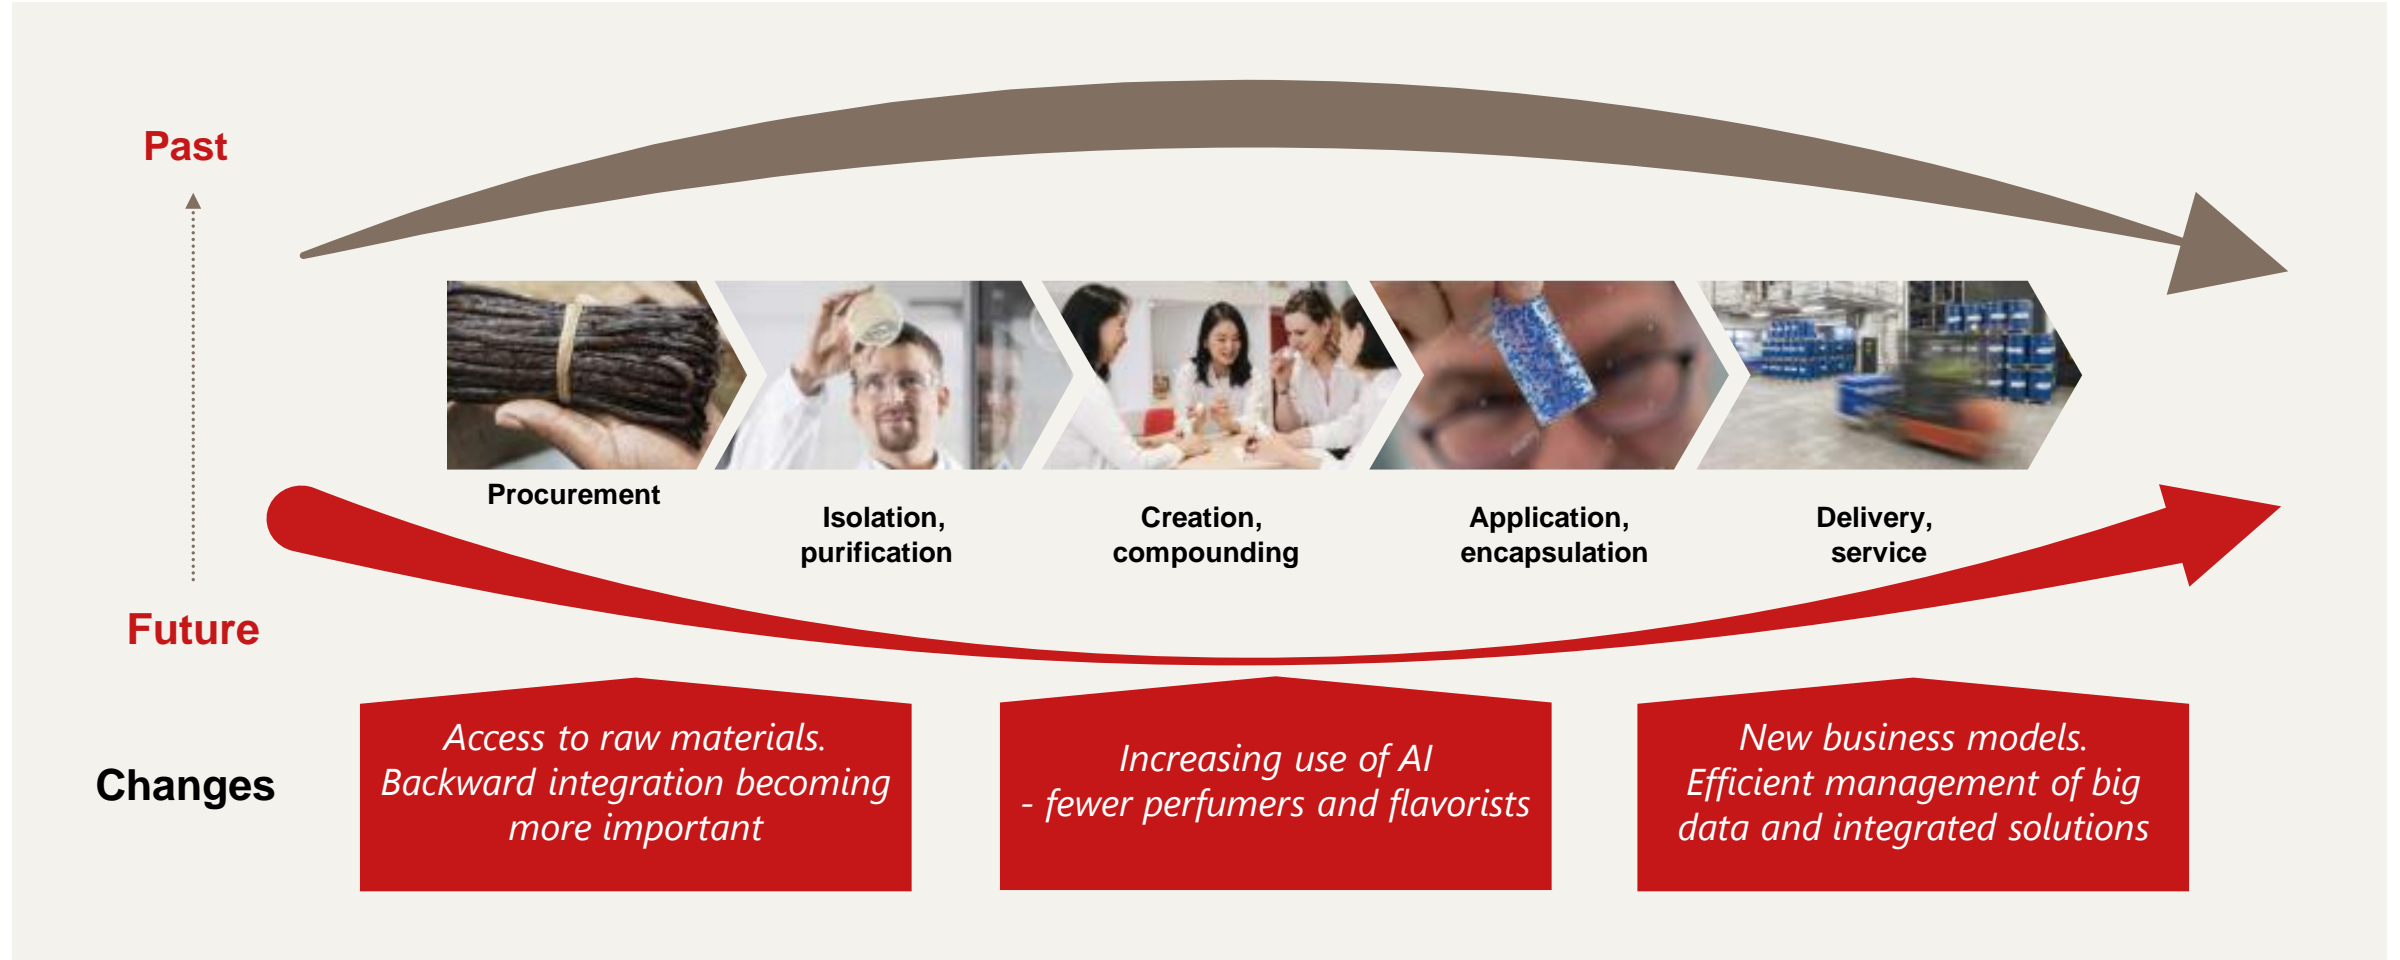 Past
Procurement
Isolation,
purification
Creation,
compounding
Application,
encapsulation
Delivery,
service
Future
Changes
Access to raw materials.
Backward integration becoming
more important
Increasing use of AI
- fewer perfumers and flavorists
New business models.
Efficient management of big
data and integrated solutions